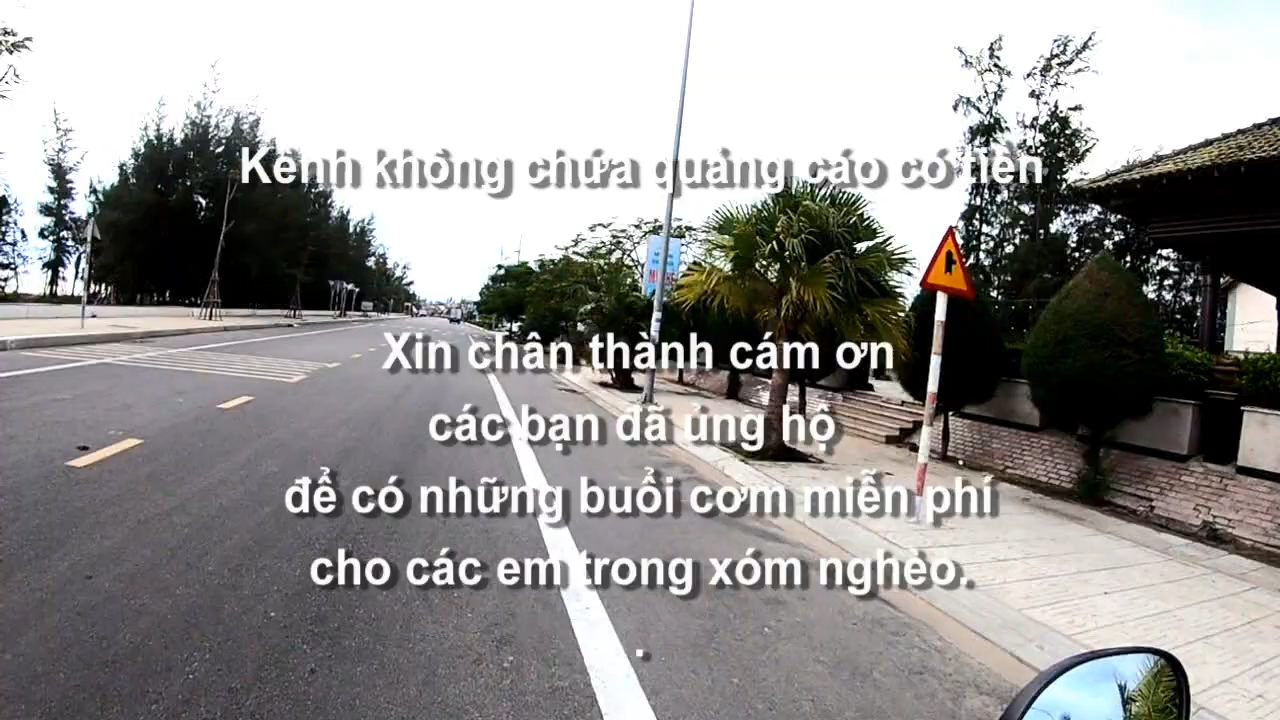 Kênh không chứa quảng cáo có tiền
Xin chân thành cám ơn
các bạn đã ủng hộ
để có những buổi cơm miễn phí
cho các em trong xóm nghèo.
.